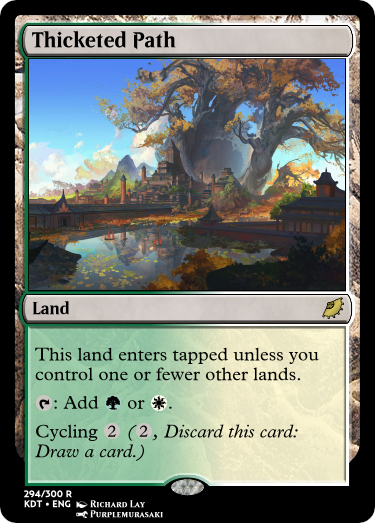 Thicketed Path
Land
This land enters tapped unless you
control one or fewer other lands.
: Add or .
Cycling 2 (2, Discard this card:
Draw a card.)
294/300 R
KDT • ENG Richard Lay
Purplemurasaki